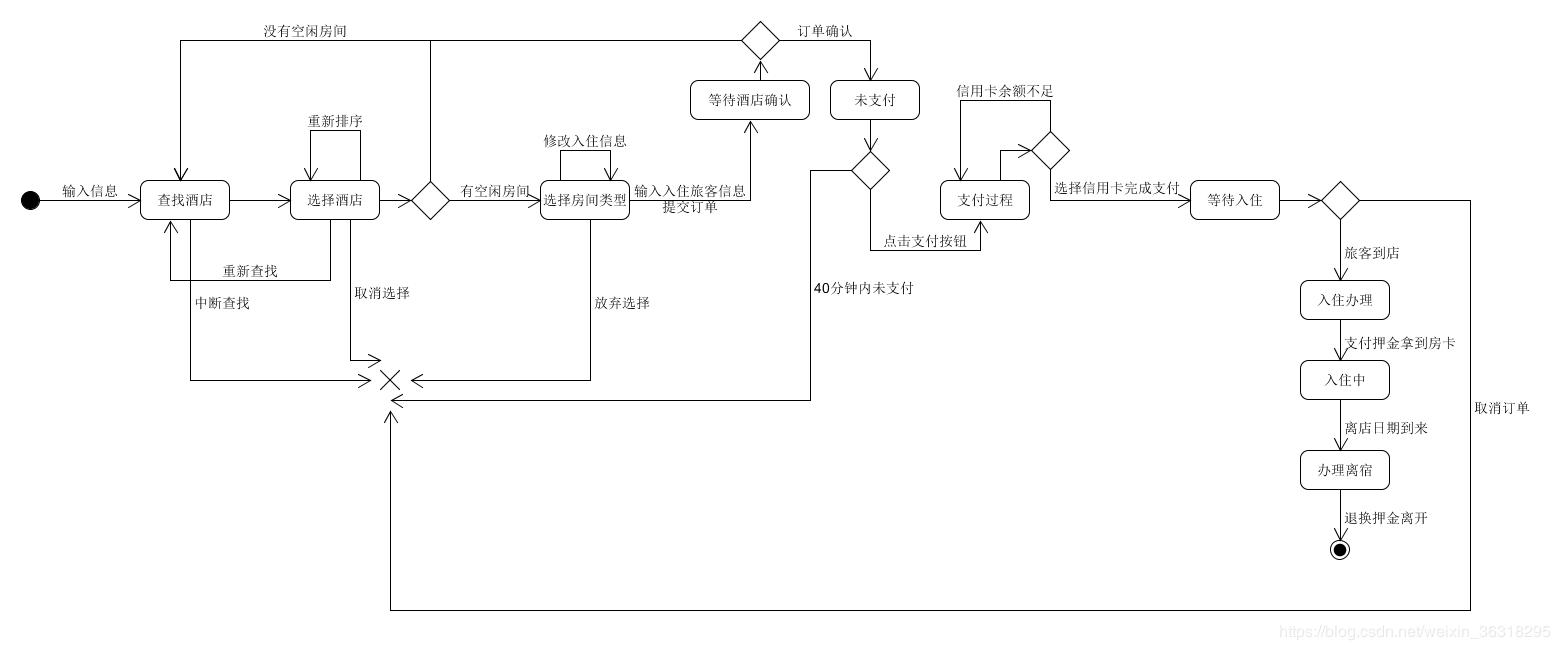 没有空闲房间
订单确认
等待酒店确认
未支付
信用卡余额不足
重新排序
修改入住信息
输入信息
查找酒店
选择酒店
有空闲房间
选择房间类型
输入入住旅客信息
提交订单
支付过程
选择信用卡完成支付
等待入住
点击支付按钮
旅客到店
重新查找
中断查找
取消选择
放弃选择
40分钟内未支付
入住办理
支付押金拿到房卡
入住中
取消订单
离店日期到来
办理离宿
退换押金离开
https://blog.csdn.net/weixin_36318295